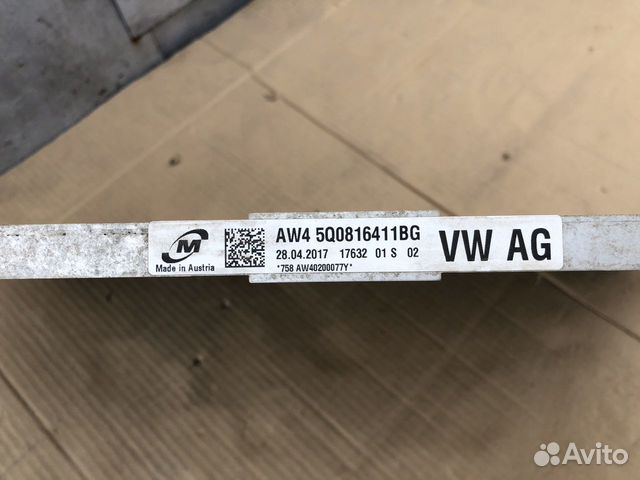 M
Made in Austria
AW4 5Q0816411BG
28.04.2017 17632 01 S 02
*758 AW40200077Y*
VW AG
Avito